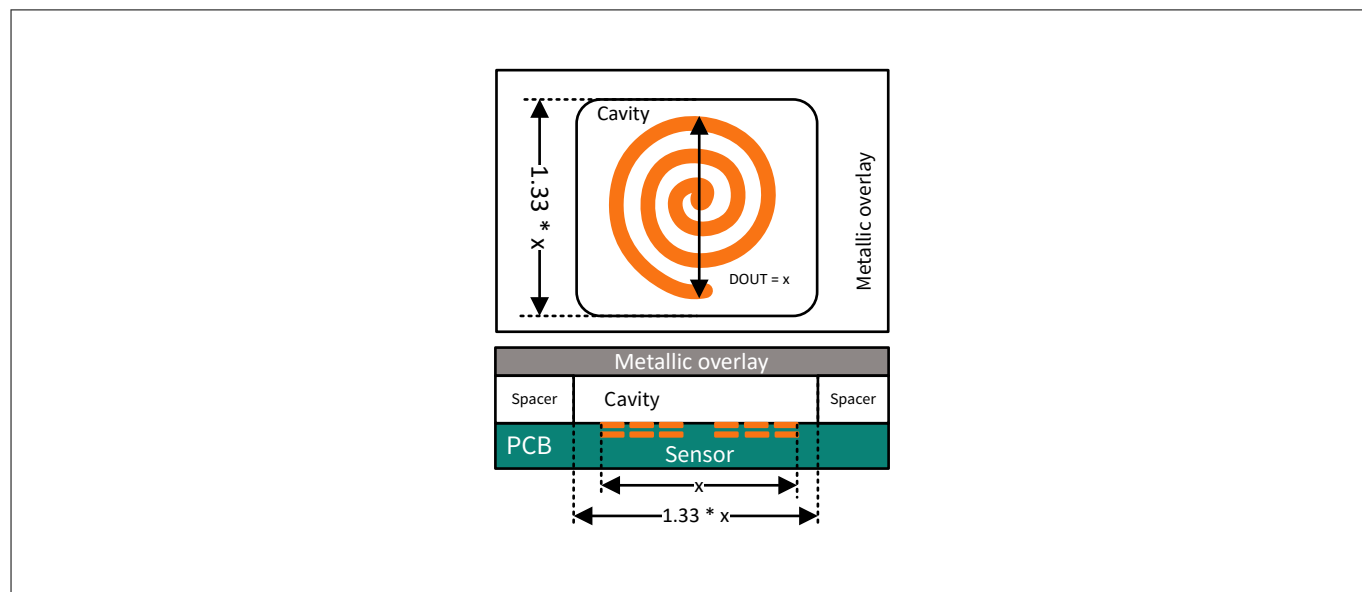 Cavity
1.33 * x
Metallic overlay
DOUT = x
Metallic overlay
Spacer
Cavity
Spacer
PCB
Sensor
x
1.33 * x